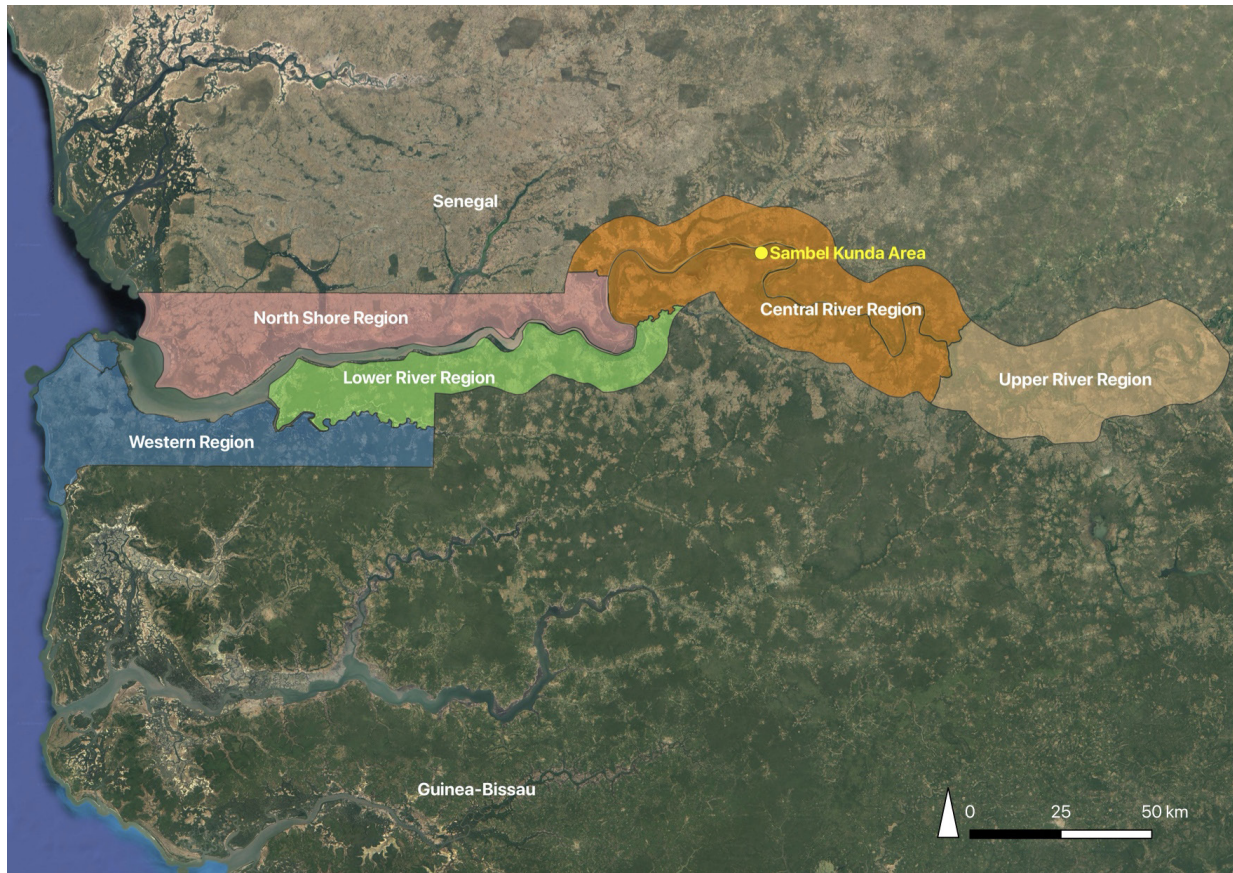 Senegal
Sambel Kunda Area
North Shore Region
Central River Region
Lower River Region
Upper River Region
Western Region
Guinea-Bissau
0 25 50 km